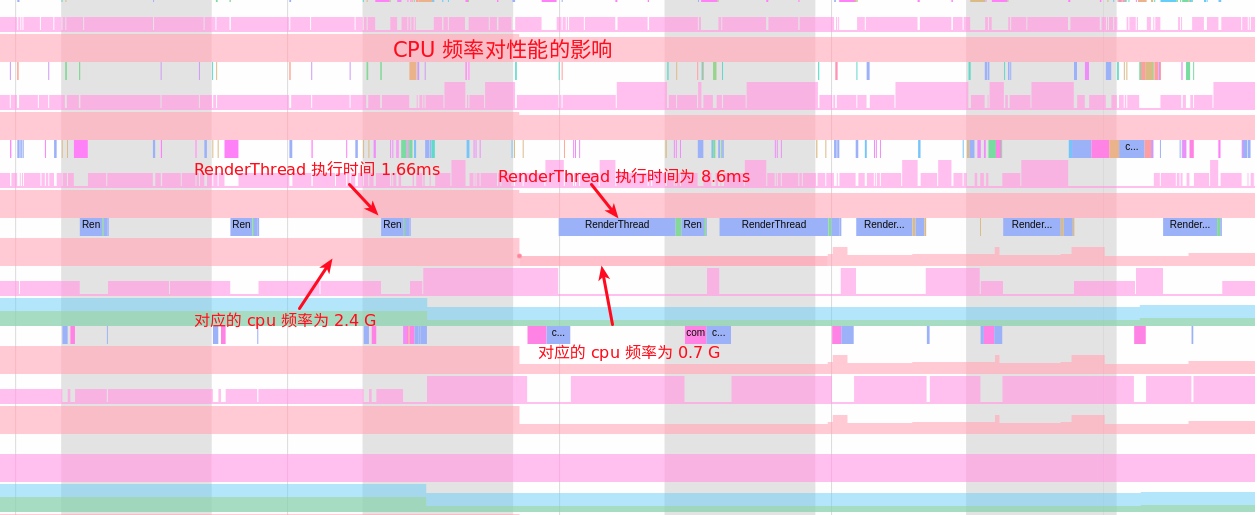 CPU 频率对性能的影响
c...
RenderThread 执行时间 1.66ms
RenderThread 执行时间为 8.6ms
Ren Ren Ren RenderThread Ren RenderThread Render... Render... Render...
对应的 cpu 频率为 2.4 G
c... com c...
对应的 cpu 频率为 0.7 G